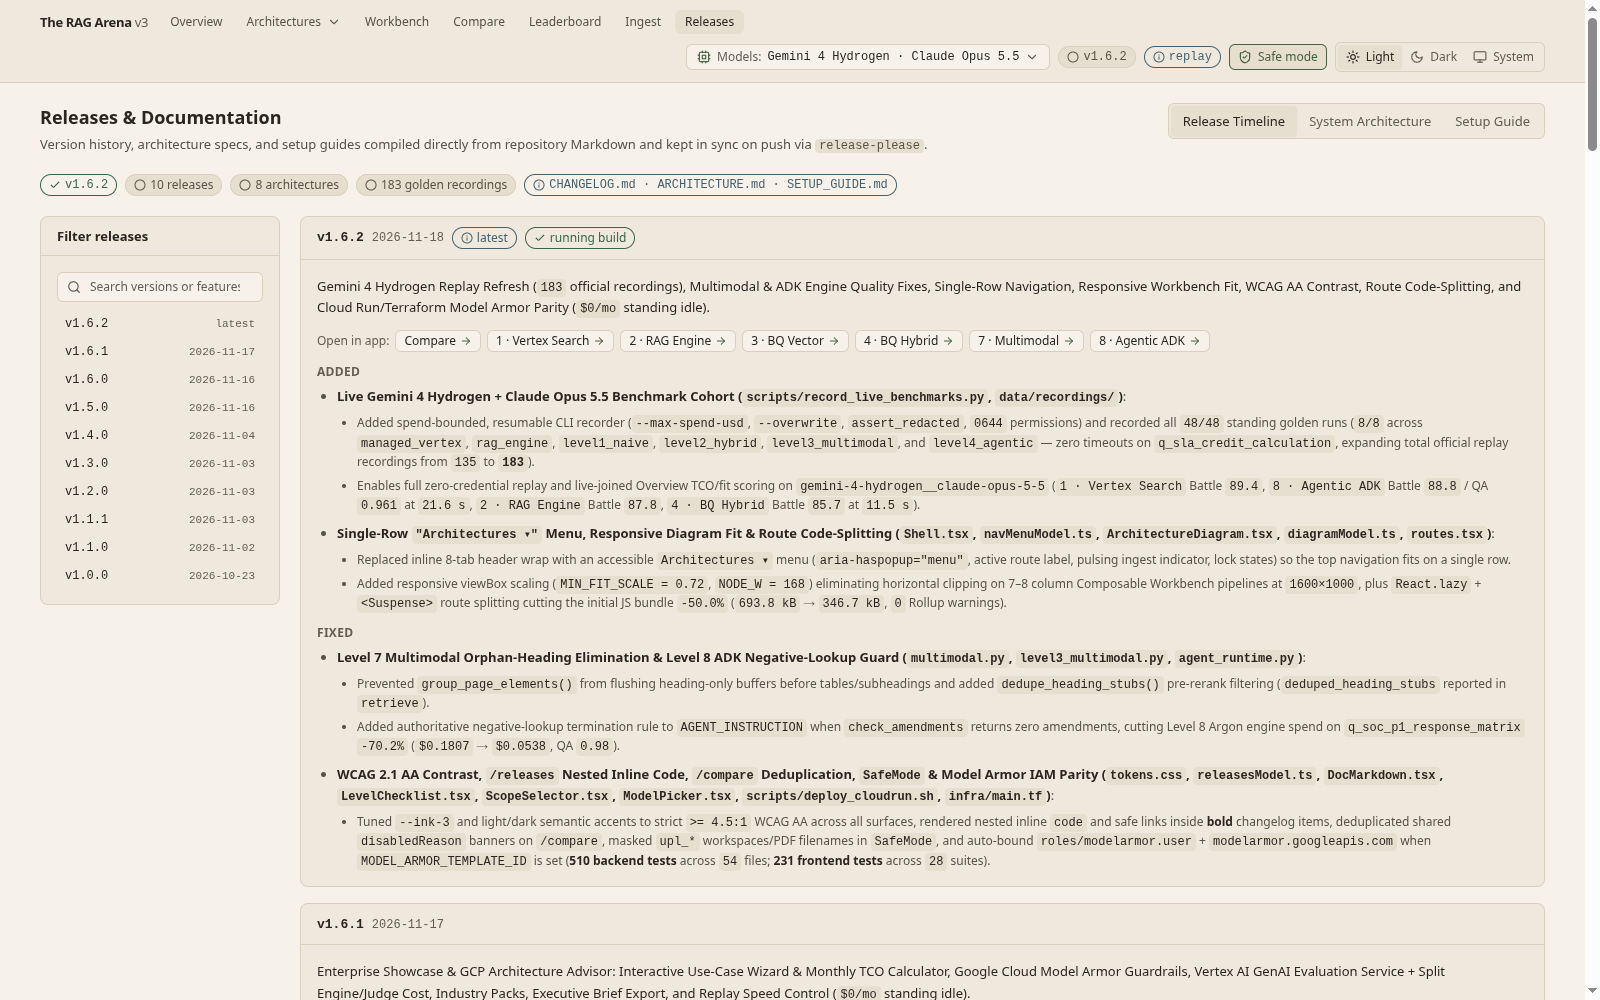 The RAG Arena v3 Overview Architectures Workbench Compare Leaderboard Ingest Releases
Models: Gemini 4 Hydrogen · Claude Opus 5.5 v1.6.2 replay Safe mode Light Dark System
Releases & Documentation
Release Timeline System Architecture Setup Guide
Version history, architecture specs, and setup guides compiled directly from repository Markdown and kept in sync on push via release-please.
v1.6.2 10 releases 8 architectures 183 golden recordings CHANGELOG.md · ARCHITECTURE.md · SETUP_GUIDE.md
Filter releases
Search versions or features
v1.6.2 latest
v1.6.1 2026-11-17
v1.6.0 2026-11-16
v1.5.0 2026-11-16
v1.4.0 2026-11-04
v1.3.0 2026-11-03
v1.2.0 2026-11-03
v1.1.1 2026-11-03
v1.1.0 2026-11-02
v1.0.0 2026-10-23
v1.6.2 2026-11-18 latest running build
Gemini 4 Hydrogen Replay Refresh ( 183 official recordings), Multimodal & ADK Engine Quality Fixes, Single-Row Navigation, Responsive Workbench Fit, WCAG AA Contrast, Route Code-Splitting, and
Cloud Run/Terraform Model Armor Parity ( $0/mo standing idle).
Open in app: Compare → 1 · Vertex Search → 2 · RAG Engine → 3 · BQ Vector → 4 · BQ Hybrid → 7 · Multimodal → 8 · Agentic ADK →
ADDED
• Live Gemini 4 Hydrogen + Claude Opus 5.5 Benchmark Cohort ( scripts/record_live_benchmarks.py , data/recordings/ ):
• Added spend-bounded, resumable CLI recorder ( --max-spend-usd , --overwrite , assert_redacted , 0644 permissions) and recorded all 48/48 standing golden runs ( 8/8 across
managed_vertex , rag_engine , level1_naive , level2_hybrid , level3_multimodal , and level4_agentic — zero timeouts on q_sla_credit_calculation , expanding total official replay
recordings from 135 to 183 ).
• Enables full zero-credential replay and live-joined Overview TCO/fit scoring on gemini-4-hydrogen__claude-opus-5-5 ( 1 · Vertex Search Battle 89.4 , 8 · Agentic ADK Battle 88.8 / QA
0.961 at 21.6 s , 2 · RAG Engine Battle 87.8 , 4 · BQ Hybrid Battle 85.7 at 11.5 s ).
• Single-Row "Architectures ▾" Menu, Responsive Diagram Fit & Route Code-Splitting ( Shell.tsx , navMenuModel.ts , ArchitectureDiagram.tsx , diagramModel.ts , routes.tsx ):
• Replaced inline 8-tab header wrap with an accessible Architectures ▾ menu ( aria-haspopup="menu" , active route label, pulsing ingest indicator, lock states) so the top navigation fits on a single row.
• Added responsive viewBox scaling ( MIN_FIT_SCALE = 0.72 , NODE_W = 168 ) eliminating horizontal clipping on 7–8 column Composable Workbench pipelines at 1600×1000 , plus React.lazy +
<Suspense> route splitting cutting the initial JS bundle -50.0% ( 693.8 kB → 346.7 kB , 0 Rollup warnings).
FIXED
• Level 7 Multimodal Orphan-Heading Elimination & Level 8 ADK Negative-Lookup Guard ( multimodal.py , level3_multimodal.py , agent_runtime.py ):
• Prevented group_page_elements() from flushing heading-only buffers before tables/subheadings and added dedupe_heading_stubs() pre-rerank filtering ( deduped_heading_stubs reported in
retrieve ).
• Added authoritative negative-lookup termination rule to AGENT_INSTRUCTION when check_amendments returns zero amendments, cutting Level 8 Argon engine spend on q_soc_p1_response_matrix
-70.2% ( $0.1807 → $0.0538 , QA 0.98 ).
• WCAG 2.1 AA Contrast, /releases Nested Inline Code, /compare Deduplication, SafeMode & Model Armor IAM Parity ( tokens.css , releasesModel.ts , DocMarkdown.tsx ,
LevelChecklist.tsx , ScopeSelector.tsx , ModelPicker.tsx , scripts/deploy_cloudrun.sh , infra/main.tf ):
• Tuned --ink-3 and light/dark semantic accents to strict >= 4.5:1 WCAG AA across all surfaces, rendered nested inline code and safe links inside bold changelog items, deduplicated shared
disabledReason banners on /compare , masked upl_* workspaces/PDF filenames in SafeMode , and auto-bound roles/modelarmor.user + modelarmor.googleapis.com when
MODEL_ARMOR_TEMPLATE_ID is set (510 backend tests across 54 files; 231 frontend tests across 28 suites).
v1.6.1 2026-11-17
Enterprise Showcase & GCP Architecture Advisor: Interactive Use-Case Wizard & Monthly TCO Calculator, Google Cloud Model Armor Guardrails, Vertex AI GenAI Evaluation Service + Split
Engine/Judge Cost, Industry Packs, Executive Brief Export, and Replay Speed Control ( $0/mo standing idle).